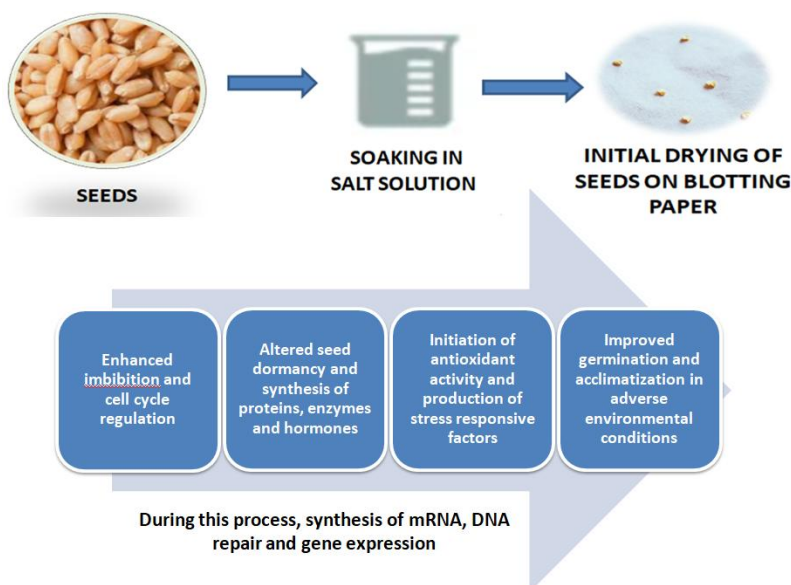 SEEDS
SOAKING IN
SALT SOLUTION
INITIAL DRYING OF
SEEDS ON BLOTTING
PAPER
Enhanced
imbibition and
cell cycle
regulation
Altered seed
dormancy and
synthesis of
proteins, enzymes
and hormones
Initiation of
antioxidant
activity and
production of
stress responsive
factors
Improved
germination and
acclimatization in
adverse
environmental
conditions
During this process, synthesis of mRNA, DNA
repair and gene expression